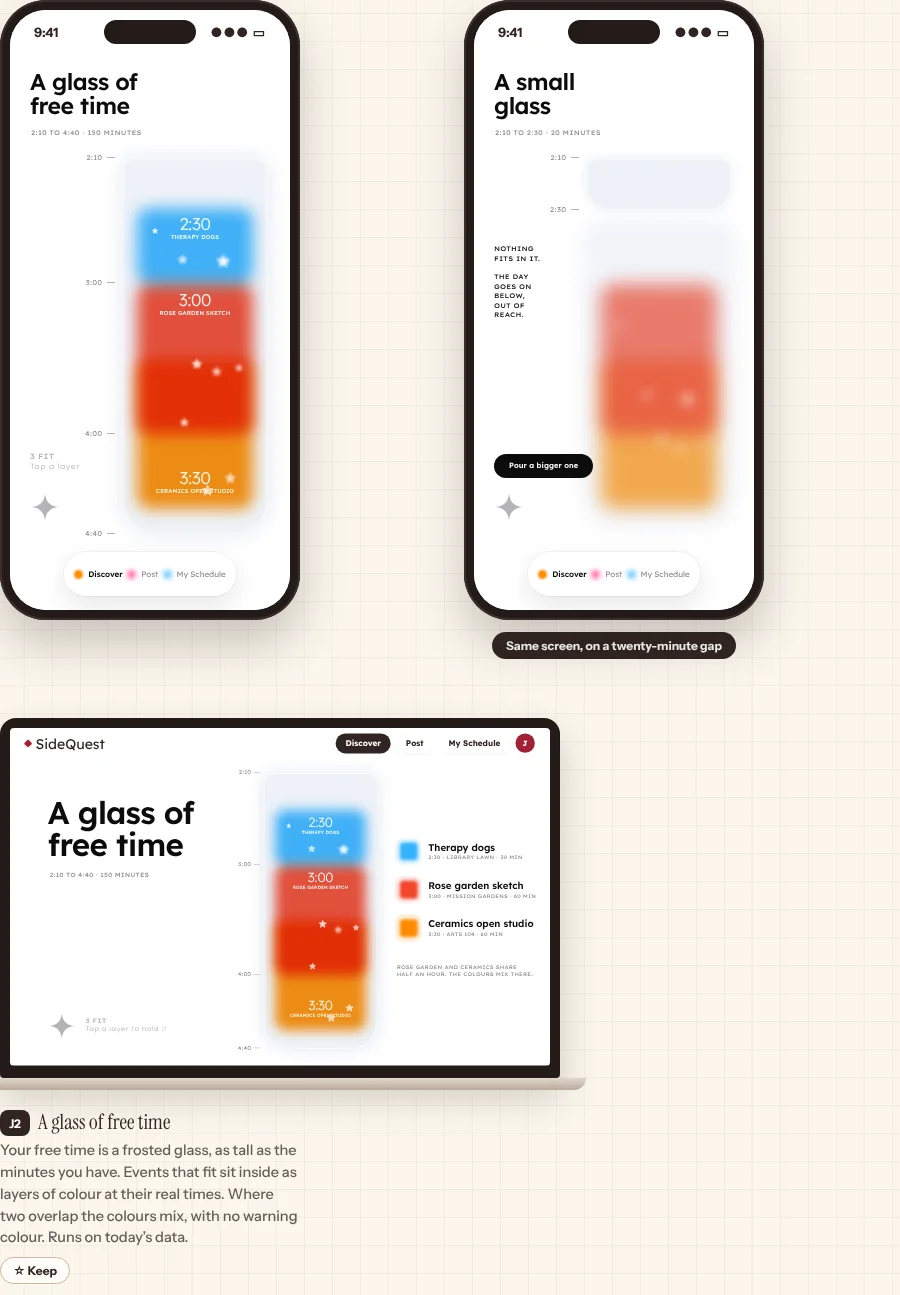 9:41
A glass of
free time
2:10 TO 4:40 · 150 MINUTES
2:10
2:30
THERAPY DOGS
3:00
3:00
ROSE GARDEN SKETCH
4:00
3 FIT
Tap a layer
3:30
CERAMICS OPEN STUDIO
4:40
Discover
Post
My Schedule
9:41
A small
glass
2:10 TO 2:30 · 20 MINUTES
2:10
2:30
NOTHING
FITS IN IT.
THE DAY
GOES ON
BELOW,
OUT OF
REACH.
Pour a bigger one
Discover
Post
My Schedule
Same screen, on a twenty-minute gap
SideQuest
Discover
Post
My Schedule
J
A glass of
free time
2:10 TO 4:40 · 150 MINUTES
2:10
2:30
THERAPY DOGS
3:00
3:00
ROSE GARDEN SKETCH
4:00
3:30
CERAMICS OPEN STUDIO
4:40
Therapy dogs
2:30 · LIBRARY LAWN · 30 MIN
Rose garden sketch
3:00 · MISSION GARDENS · 60 MIN
Ceramics open studio
3:30 · ARTS 104 · 60 MIN
ROSE GARDEN AND CERAMICS SHARE
HALF AN HOUR. THE COLOURS MIX THERE.
3 FIT
Tap a layer to hold it
J2
A glass of free time
Your free time is a frosted glass, as tall as the
minutes you have. Events that fit sit inside as
layers of colour at their real times. Where
two overlap the colours mix, with no warning
colour. Runs on today’s data.
☆ Keep